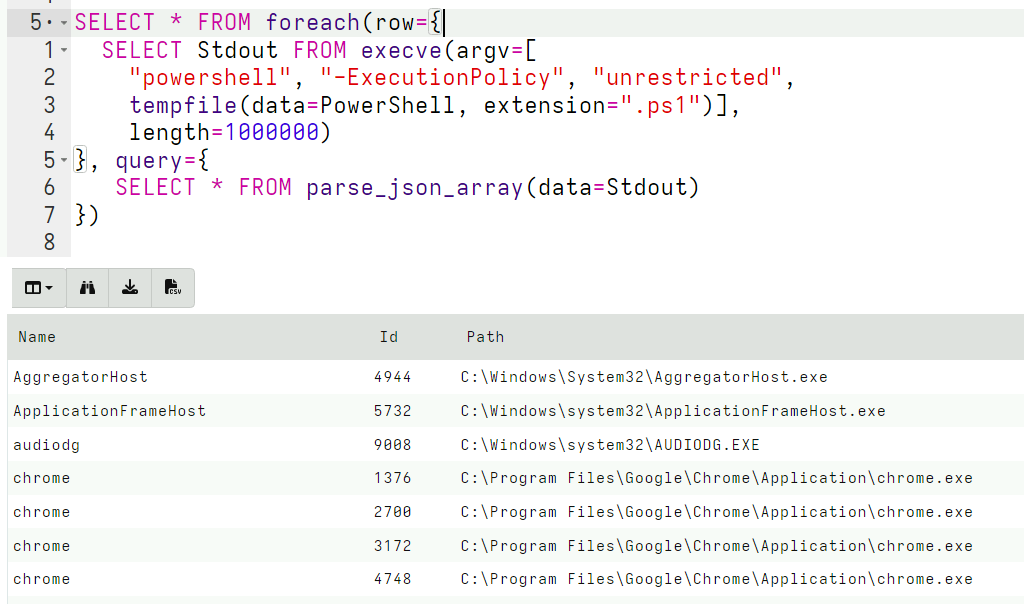 5· SELECT * FROM foreach(row={
1 SELECT Stdout FROM execve(argv=[
2 "powershell", "-ExecutionPolicy", "unrestricted",
3 tempfile(data=PowerShell, extension=".ps1")],
4 length=1000000)
5 }, query={
6 SELECT * FROM parse_json_array(data=Stdout)
7 })
8
CSV
Name Id Path
AggregatorHost 4944 C:\Windows\System32\AggregatorHost.exe
ApplicationFrameHost 5732 C:\Windows\system32\ApplicationFrameHost.exe
audiodg 9008 C:\Windows\system32\AUDIODG.EXE
chrome 1376 C:\Program Files\Google\Chrome\Application\chrome.exe
chrome 2700 C:\Program Files\Google\Chrome\Application\chrome.exe
chrome 3172 C:\Program Files\Google\Chrome\Application\chrome.exe
chrome 4748 C:\Program Files\Google\Chrome\Application\chrome.exe